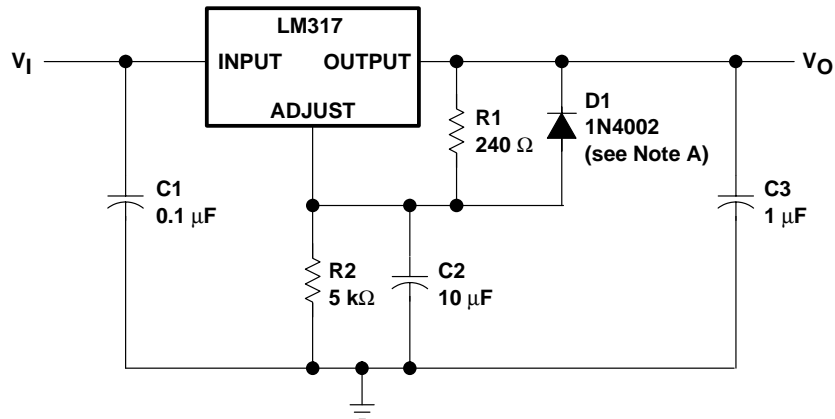 LM317
V_I
INPUT
OUTPUT
V_O
ADJUST
R1
240 Ω
D1
1N4002
(see Note A)
C1
0.1 μF
C3
1 μF
R2
5 kΩ
C2
10 μF